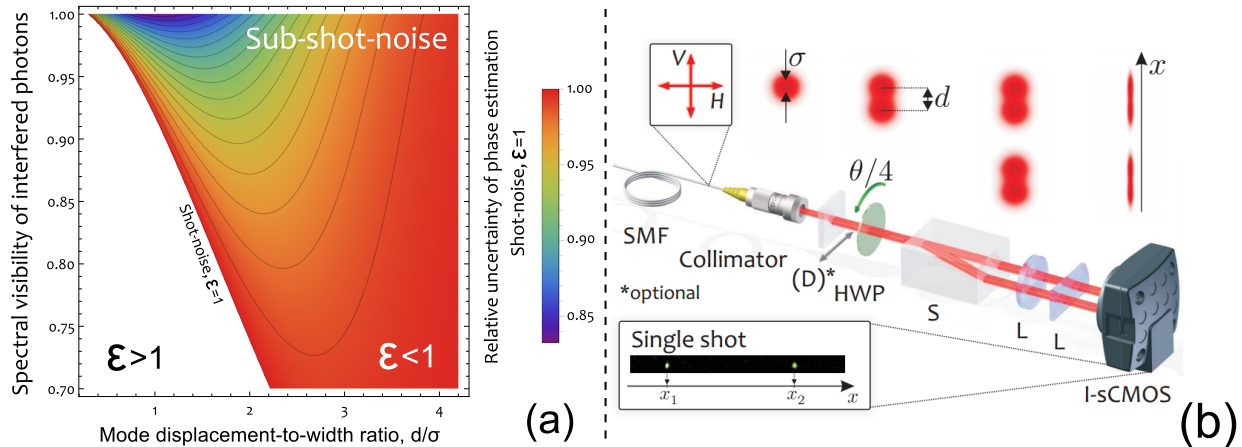 1.00
0.95
0.90
0.85
0.80
0.75
0.70
Spectral visibility of interfered photons
Sub-shot-noise
Shot-noise, ε=1
ε>1
ε<1
1
2
3
4
Mode displacement-to-width ratio, d/σ
Relative uncertainty of phase estimation
Shot-noise, ε=1
1.00
0.95
0.90
0.85
(a)
V
H
σ
d
x
θ/4
SMF
Collimator
(D)*
HWP
*optional
S
L
L
I-sCMOS
Single shot
x₁
x₂
x
(b)